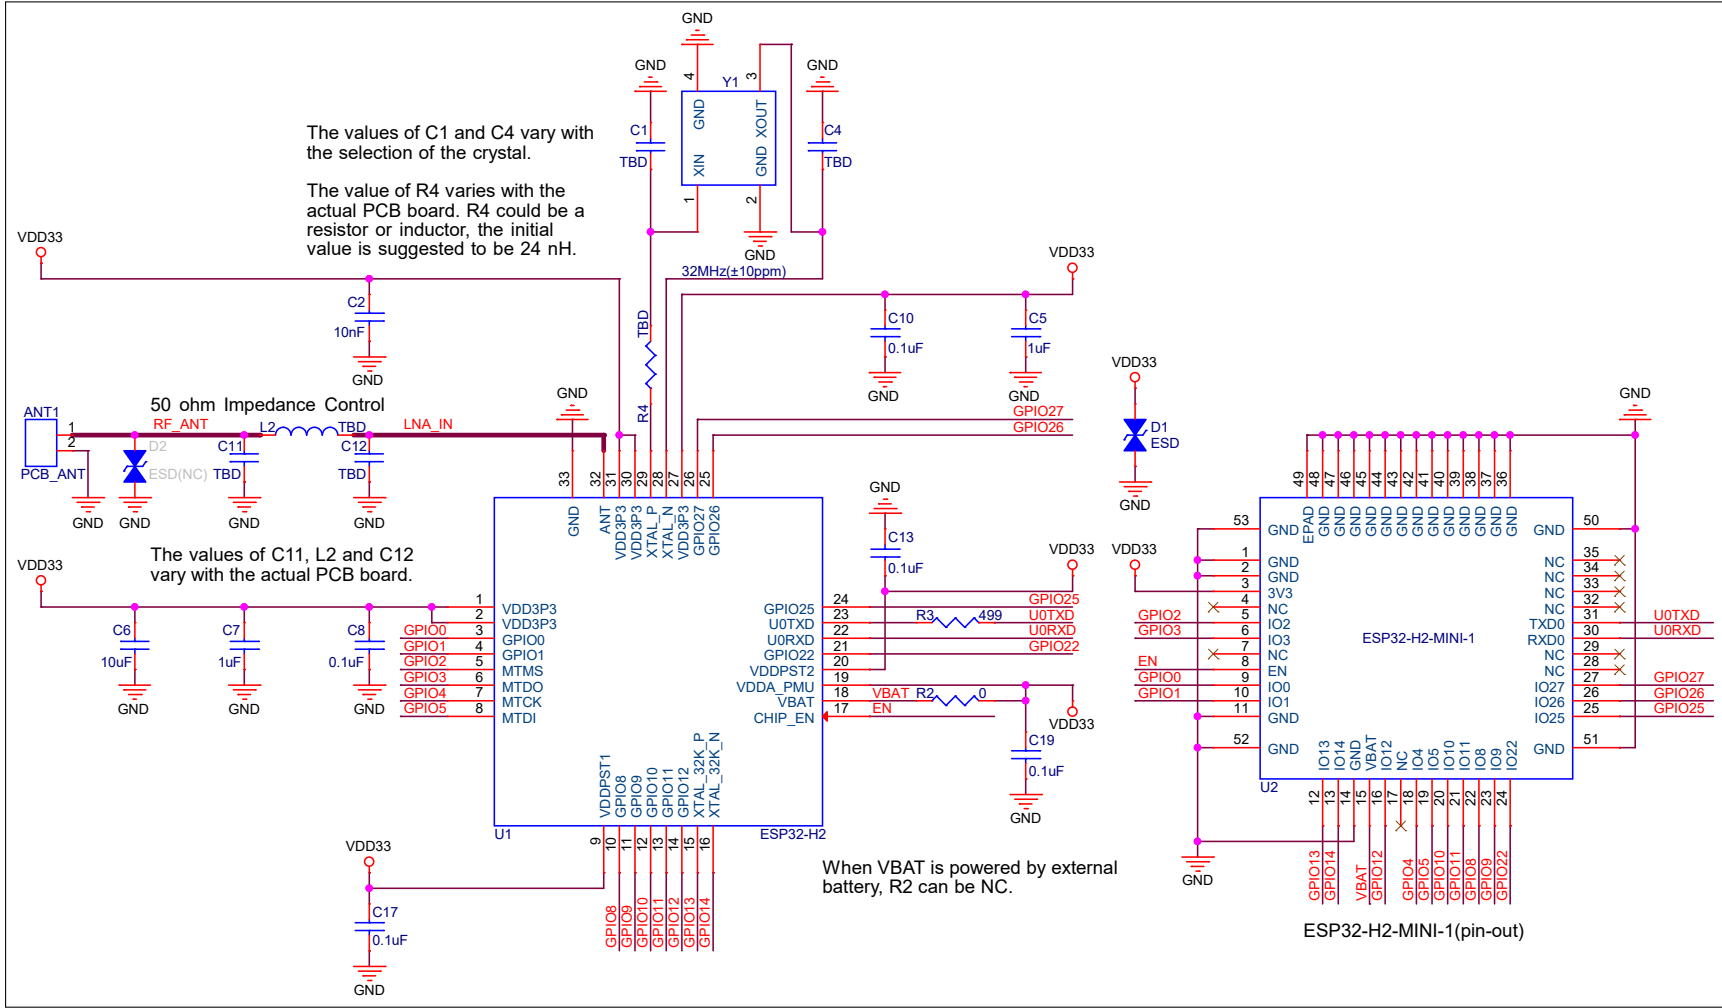 GND
GND
GND
4
3
Y1
GND
XOUT
XIN
GND
1
2
C1
TBD
C4
TBD
GND
32MHz(±10ppm)
The values of C1 and C4 vary with
the selection of the crystal.
The value of R4 varies with the
actual PCB board. R4 could be a
resistor or inductor, the initial
value is suggested to be 24 nH.
VDD33
C2
10nF
GND
TBD
R4
VDD33
C10
0.1uF
GND
C5
1uF
GND
GPIO27
GPIO26
50 ohm Impedance Control
ANT1
1
2
PCB_ANT
RF_ANT
L2
TBD
LNA_IN
D2
ESD(NC)
C11
TBD
C12
TBD
GND
GND
GND
GND
GND
The values of C11, L2 and C12
vary with the actual PCB board.
VDD33
C6
10uF
GND
C7
1uF
GND
C8
0.1uF
GND
33
32
31
30
29
28
27
26
25
GND
ANT
VDD3P3
VDD3P3
XTAL_P
XTAL_N
VDD3P3
GPIO27
GPIO26
1
VDD3P3
2
VDD3P3
GPIO0
3
GPIO0
GPIO1
4
GPIO1
GPIO2
5
MTMS
GPIO3
6
MTDO
GPIO4
7
MTCK
GPIO5
8
MTDI
GPIO25
24
GPIO25
U0TXD
23
R3
499
U0TXD
U0RXD
22
U0RXD
GPIO22
21
GPIO22
VDDPST2
20
VDDA_PMU
19
VBAT
18
VBAT
R2
0
CHIP_EN
17
EN
GND
C13
0.1uF
VDD33
VDD33
C19
0.1uF
GND
VDDPST1
GPIO8
GPIO9
GPIO10
GPIO11
GPIO12
XTAL_32K_P
XTAL_32K_N
U1
ESP32-H2
9
10
11
12
13
14
15
16
GPIO8
GPIO9
GPIO10
GPIO11
GPIO12
GPIO13
GPIO14
VDD33
C17
0.1uF
GND
When VBAT is powered by external
battery, R2 can be NC.
VDD33
D1
ESD
GND
VDD33
GND
49
48
47
46
45
44
43
42
41
40
39
38
37
36
EPAD
GND
GND
GND
GND
GND
GND
GND
GND
GND
GND
GND
GND
GND
53
GND
1
GND
2
GND
3
3V3
4
NC
GPIO2
5
IO2
GPIO3
6
IO3
7
NC
EN
8
EN
GPIO0
9
IO0
GPIO1
10
IO1
11
GND
52
GND
ESP32-H2-MINI-1
GND
50
NC
35
NC
34
NC
33
NC
32
TXD0
31
U0TXD
RXD0
30
U0RXD
NC
29
NC
28
IO27
27
GPIO27
IO26
26
GPIO26
IO25
25
GPIO25
GND
51
IO13
IO14
GND
VBAT
IO12
NC
IO4
IO5
IO10
IO11
IO8
IO9
IO22
U2
12
13
14
15
16
17
18
19
20
21
22
23
24
GPIO13
GPIO14
VBAT
GPIO12
GPIO4
GPIO5
GPIO10
GPIO11
GPIO8
GPIO9
GPIO22
GND
ESP32-H2-MINI-1(pin-out)